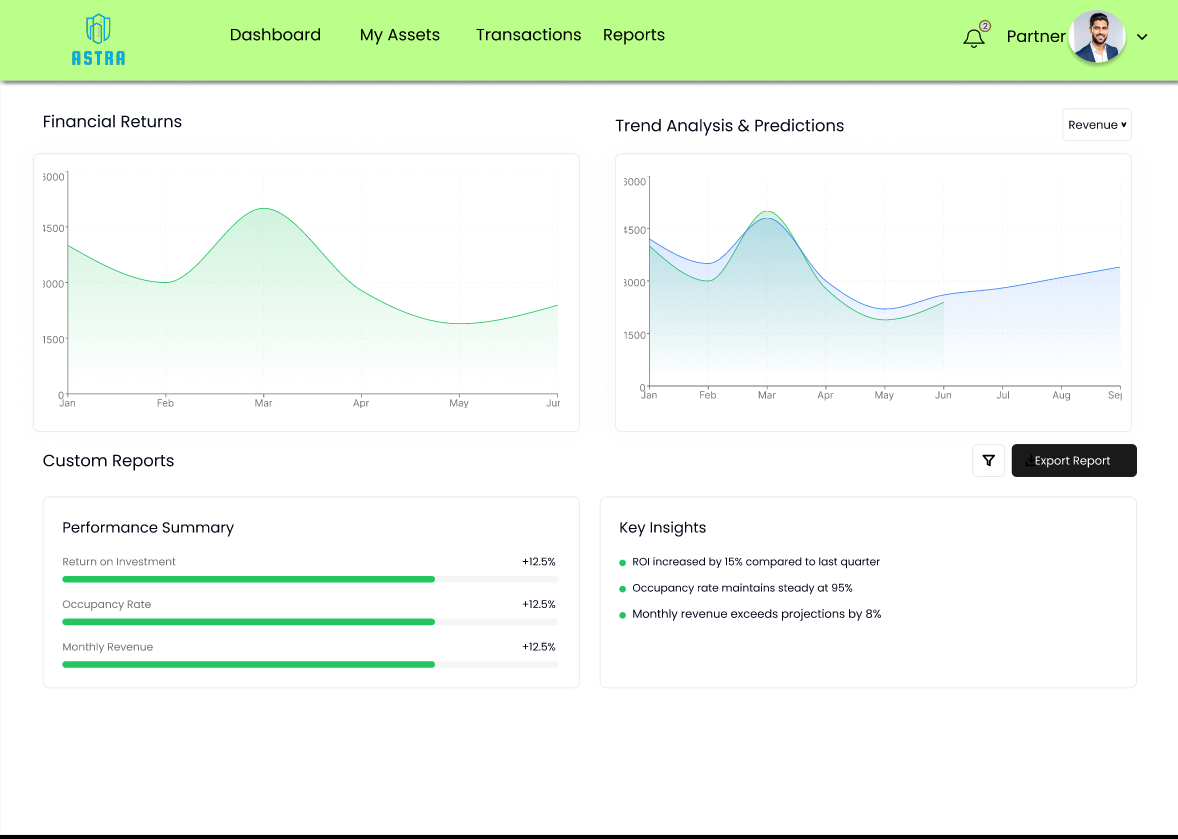 ASTRA
Dashboard My Assets Transactions Reports
2
Partner
Financial Returns
Trend Analysis & Predictions
Revenue
6000
4500
3000
1500
0
Jan Feb Mar Apr May Jun
6000
4500
3000
1500
0
Jan Feb Mar Apr May Jun Jul Aug Sep
Custom Reports
Export Report
Performance Summary
Return on Investment +12.5%
Occupancy Rate +12.5%
Monthly Revenue +12.5%
Key Insights
ROI increased by 15% compared to last quarter
Occupancy rate maintains steady at 95%
Monthly revenue exceeds projections by 8%